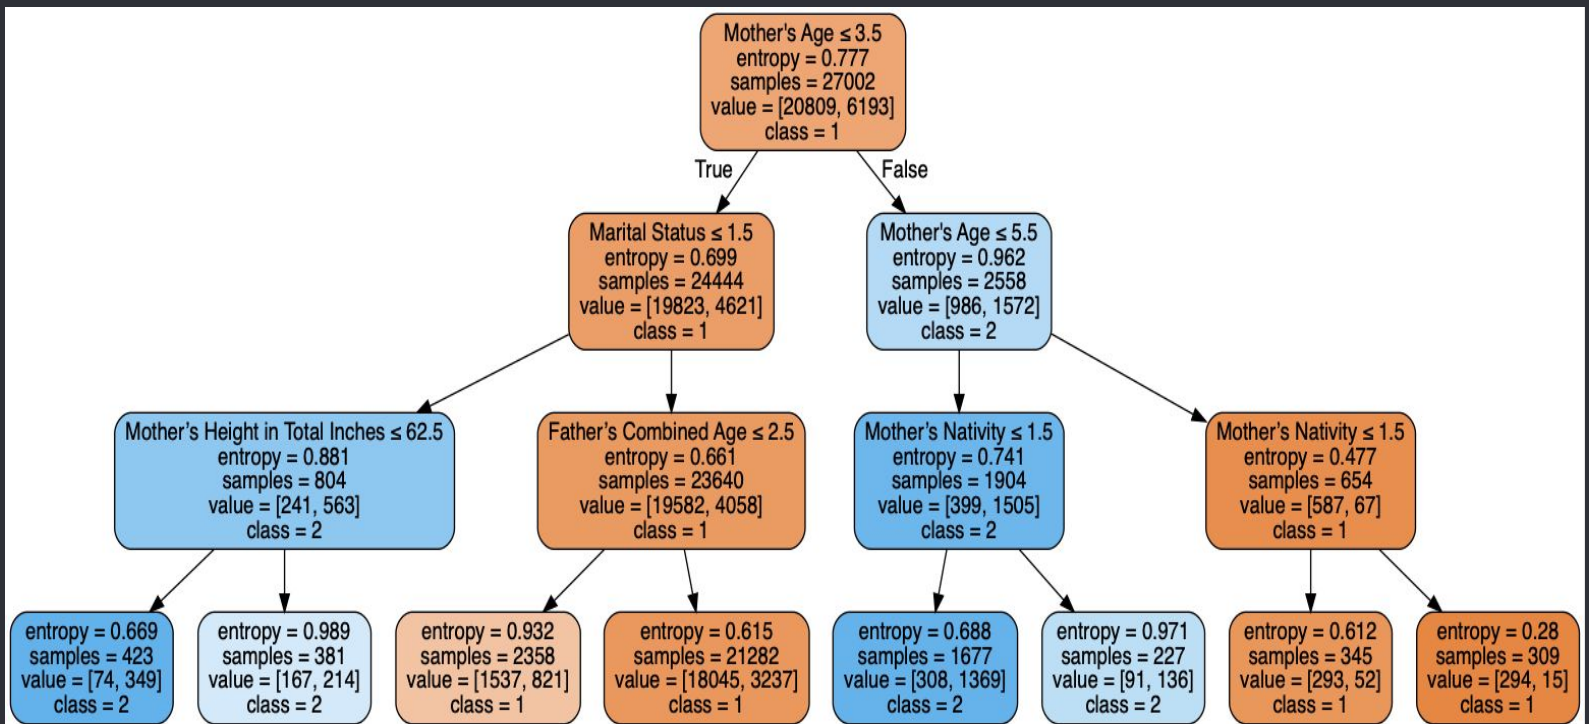 Mother's Age ≤ 3.5
entropy = 0.777
samples = 27002
value = [20809, 6193]
class = 1
True
False
Marital Status ≤ 1.5
entropy = 0.699
samples = 24444
value = [19823, 4621]
class = 1
Mother's Age ≤ 5.5
entropy = 0.962
samples = 2558
value = [986, 1572]
class = 2
Mother’s Height in Total Inches ≤ 62.5
entropy = 0.881
samples = 804
value = [241, 563]
class = 2
Father’s Combined Age ≤ 2.5
entropy = 0.661
samples = 23640
value = [19582, 4058]
class = 1
Mother’s Nativity ≤ 1.5
entropy = 0.741
samples = 1904
value = [399, 1505]
class = 2
Mother’s Nativity ≤ 1.5
entropy = 0.477
samples = 654
value = [587, 67]
class = 1
entropy = 0.669
samples = 423
value = [74, 349]
class = 2
entropy = 0.989
samples = 381
value = [167, 214]
class = 2
entropy = 0.932
samples = 2358
value = [1537, 821]
class = 1
entropy = 0.615
samples = 21282
value = [18045, 3237]
class = 1
entropy = 0.688
samples = 1677
value = [308, 1369]
class = 2
entropy = 0.971
samples = 227
value = [91, 136]
class = 2
entropy = 0.612
samples = 345
value = [293, 52]
class = 1
entropy = 0.28
samples = 309
value = [294, 15]
class = 1